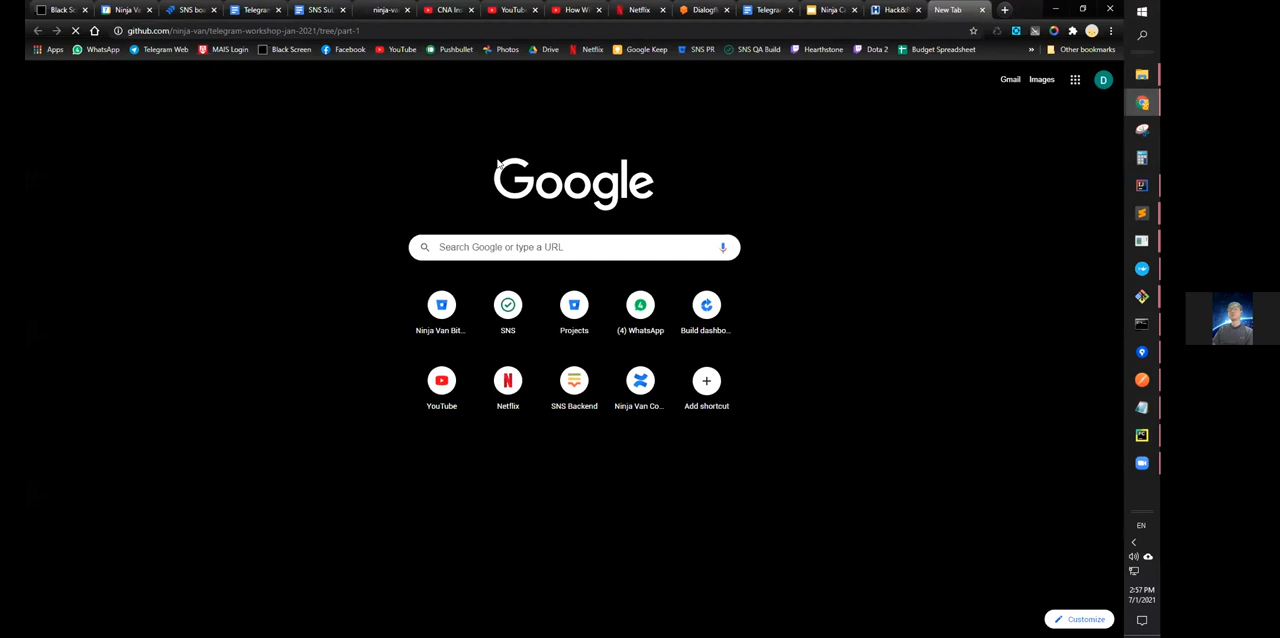 Black S
Ninja V
SNS bo
Telegram
SNS Su
ninja-va
CNA Ins
YouTub
How W
Netflix
Dialogfl
Telegra
Ninja C
Hack&R
New Tab
github.com/ninja-van/telegram-workshop-jan-2021/tree/part-1
Apps
WhatsApp
Telegram Web
MAIS Login
Black Screen
Facebook
YouTube
Pushbullet
Photos
Drive
Netflix
Google Keep
SNS PR
SNS QA Build
Hearthstone
Dota 2
Budget Spreadsheet
»
Other bookmarks
Gmail
Images
D
Google
Search Google or type a URL
Ninja Van Bit...
SNS
Projects
(4) WhatsApp
Build dashbo...
YouTube
Netflix
SNS Backend
Ninja Van Co...
Add shortcut
Customize
EN
2:57 PM
7/1/2021